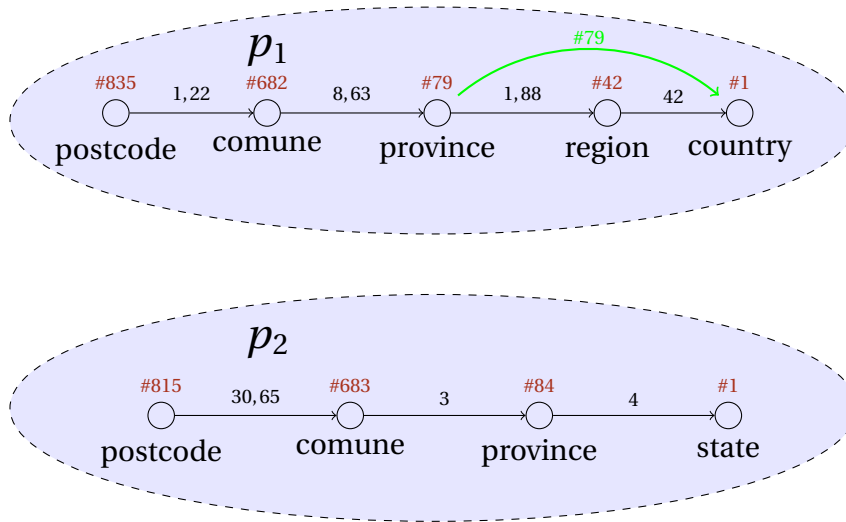 p1
#79
#835 #682 #79 #42 #1
1,22 8,63 1,88 42
postcode comune province region country
p2
#815 #683 #84 #1
30,65 3 4
postcode comune province state